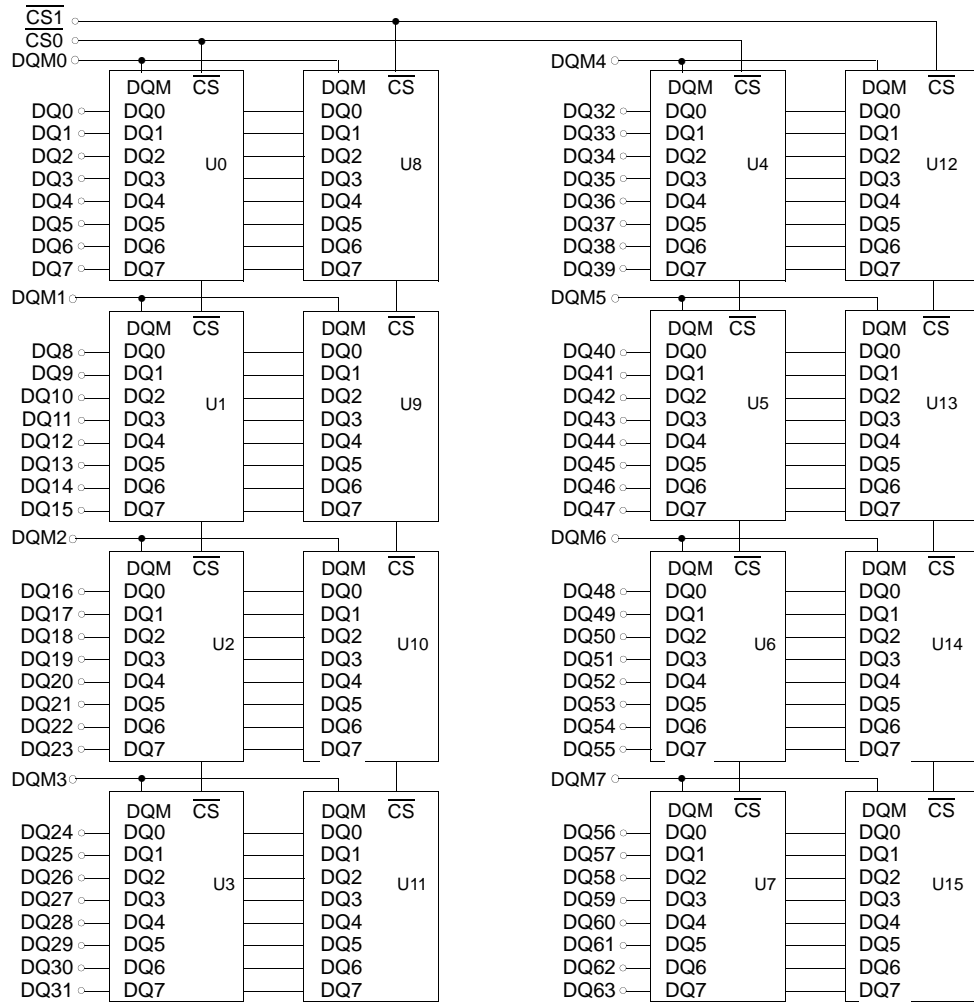 CS1
CS0
DQM0 DQM4
DQM CS DQM CS DQM CS DQM CS
DQ0 DQ0 DQ0 DQ32 DQ0 DQ0
DQ1 DQ1 DQ1 DQ33 DQ1 DQ1
DQ2 DQ2 U0 DQ2 U8 DQ34 DQ2 U4 DQ2 U12
DQ3 DQ3 DQ3 DQ35 DQ3 DQ3
DQ4 DQ4 DQ4 DQ36 DQ4 DQ4
DQ5 DQ5 DQ5 DQ37 DQ5 DQ5
DQ6 DQ6 DQ6 DQ38 DQ6 DQ6
DQ7 DQ7 DQ7 DQ39 DQ7 DQ7
DQM1 DQM5
DQM CS DQM CS DQM CS DQM CS
DQ8 DQ0 DQ0 DQ40 DQ0 DQ0
DQ9 DQ1 DQ1 DQ41 DQ1 DQ1
DQ10 DQ2 U1 DQ2 U9 DQ42 DQ2 U5 DQ2 U13
DQ11 DQ3 DQ3 DQ43 DQ3 DQ3
DQ12 DQ4 DQ4 DQ44 DQ4 DQ4
DQ13 DQ5 DQ5 DQ45 DQ5 DQ5
DQ14 DQ6 DQ6 DQ46 DQ6 DQ6
DQ15 DQ7 DQ7 DQ47 DQ7 DQ7
DQM2 DQM6
DQM CS DQM CS DQM CS DQM CS
DQ16 DQ0 DQ0 DQ48 DQ0 DQ0
DQ17 DQ1 DQ1 DQ49 DQ1 DQ1
DQ18 DQ2 U2 DQ2 U10 DQ50 DQ2 U6 DQ2 U14
DQ19 DQ3 DQ3 DQ51 DQ3 DQ3
DQ20 DQ4 DQ4 DQ52 DQ4 DQ4
DQ21 DQ5 DQ5 DQ53 DQ5 DQ5
DQ22 DQ6 DQ6 DQ54 DQ6 DQ6
DQ23 DQ7 DQ7 DQ55 DQ7 DQ7
DQM3 DQM7
DQM CS DQM CS DQM CS DQM CS
DQ24 DQ0 DQ0 DQ56 DQ0 DQ0
DQ25 DQ1 DQ1 DQ57 DQ1 DQ1
DQ26 DQ2 U3 DQ2 U11 DQ58 DQ2 U7 DQ2 U15
DQ27 DQ3 DQ3 DQ59 DQ3 DQ3
DQ28 DQ4 DQ4 DQ60 DQ4 DQ4
DQ29 DQ5 DQ5 DQ61 DQ5 DQ5
DQ30 DQ6 DQ6 DQ62 DQ6 DQ6
DQ31 DQ7 DQ7 DQ63 DQ7 DQ7